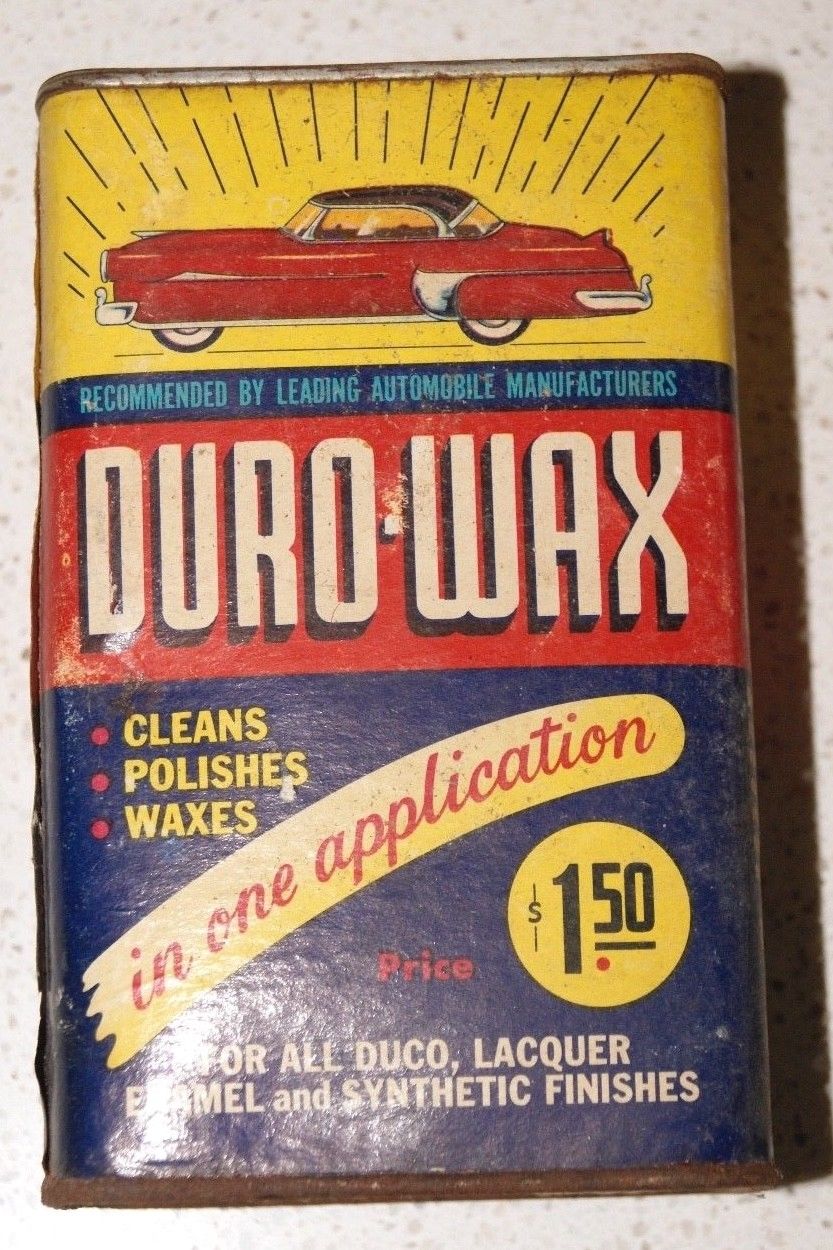 RECOMMENDED BY LEADING AUTOMOBILE MANUFACTURERS
DURO-WAX
• CLEANS
• POLISHES
• WAXES
in one application
$1.50
Price
FOR ALL DUCO, LACQUER
ENAMEL and SYNTHETIC FINISHES